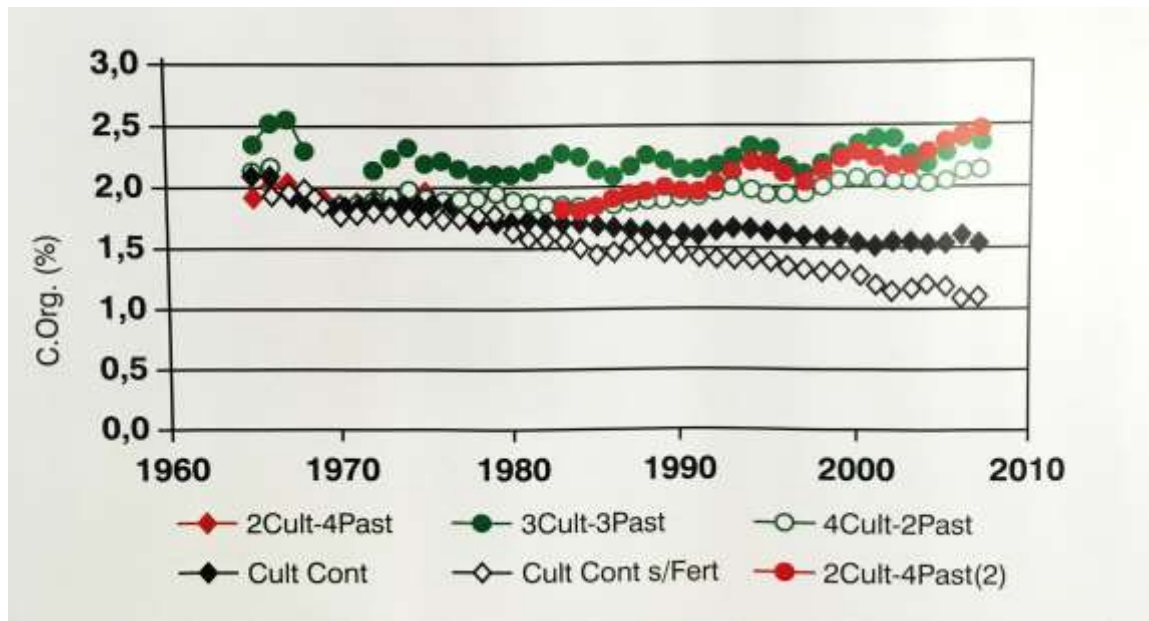 3,0
2,5
2,0
1,5
1,0
0,5
0,0
C.Org. (%)
1960 1970 1980 1990 2000 2010
2Cult-4Past 3Cult-3Past 4Cult-2Past
Cult Cont Cult Cont s/Fert 2Cult-4Past(2)